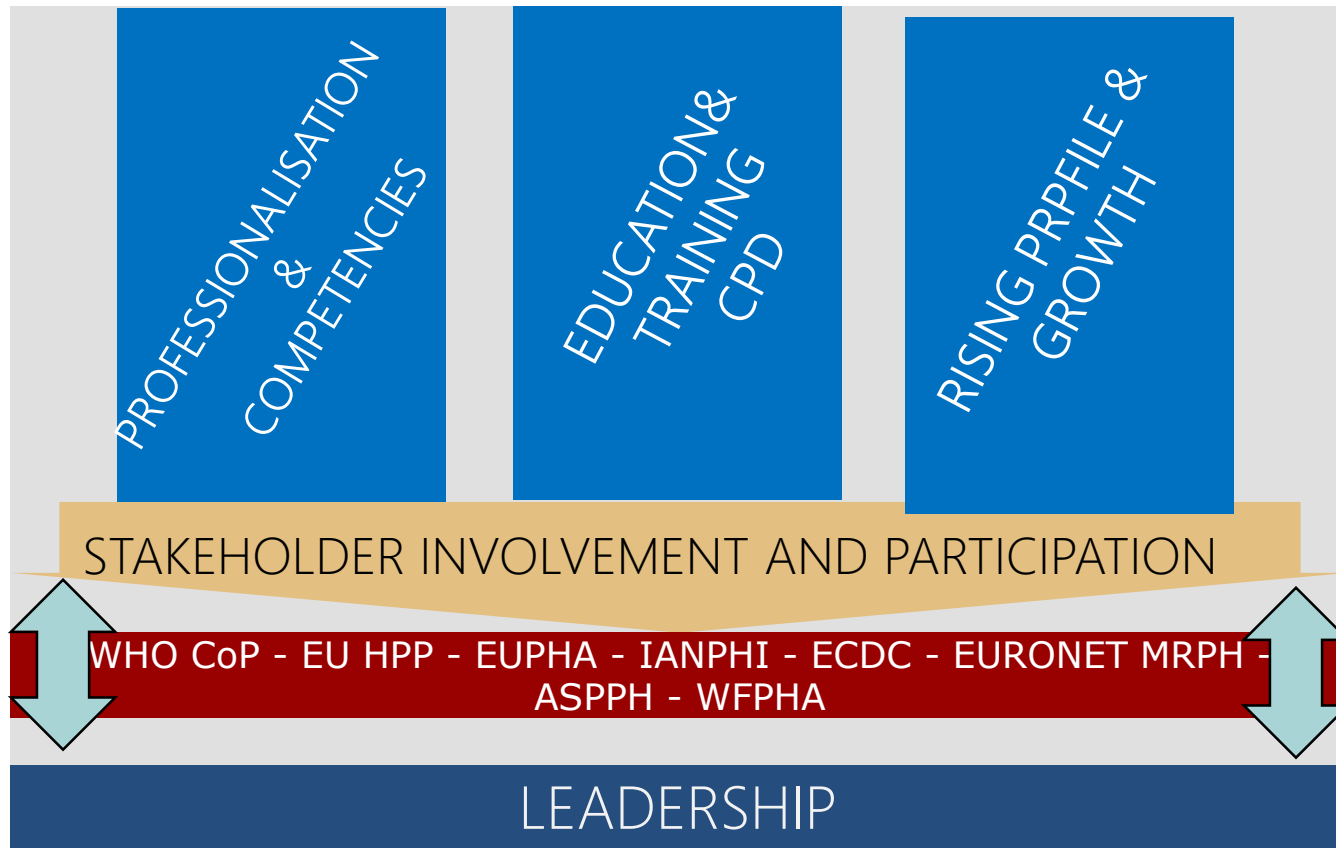 PROFESSIONALISATION
&
COMPETENCIES
EDUCATION&
TRAINING
CPD
RISING PRPFILE &
GROWTH
STAKEHOLDER INVOLVEMENT AND PARTICIPATION
WHO CoP - EU HPP - EUPHA - IANPHI - ECDC - EURONET MRPH -
ASPPH - WFPHA
LEADERSHIP